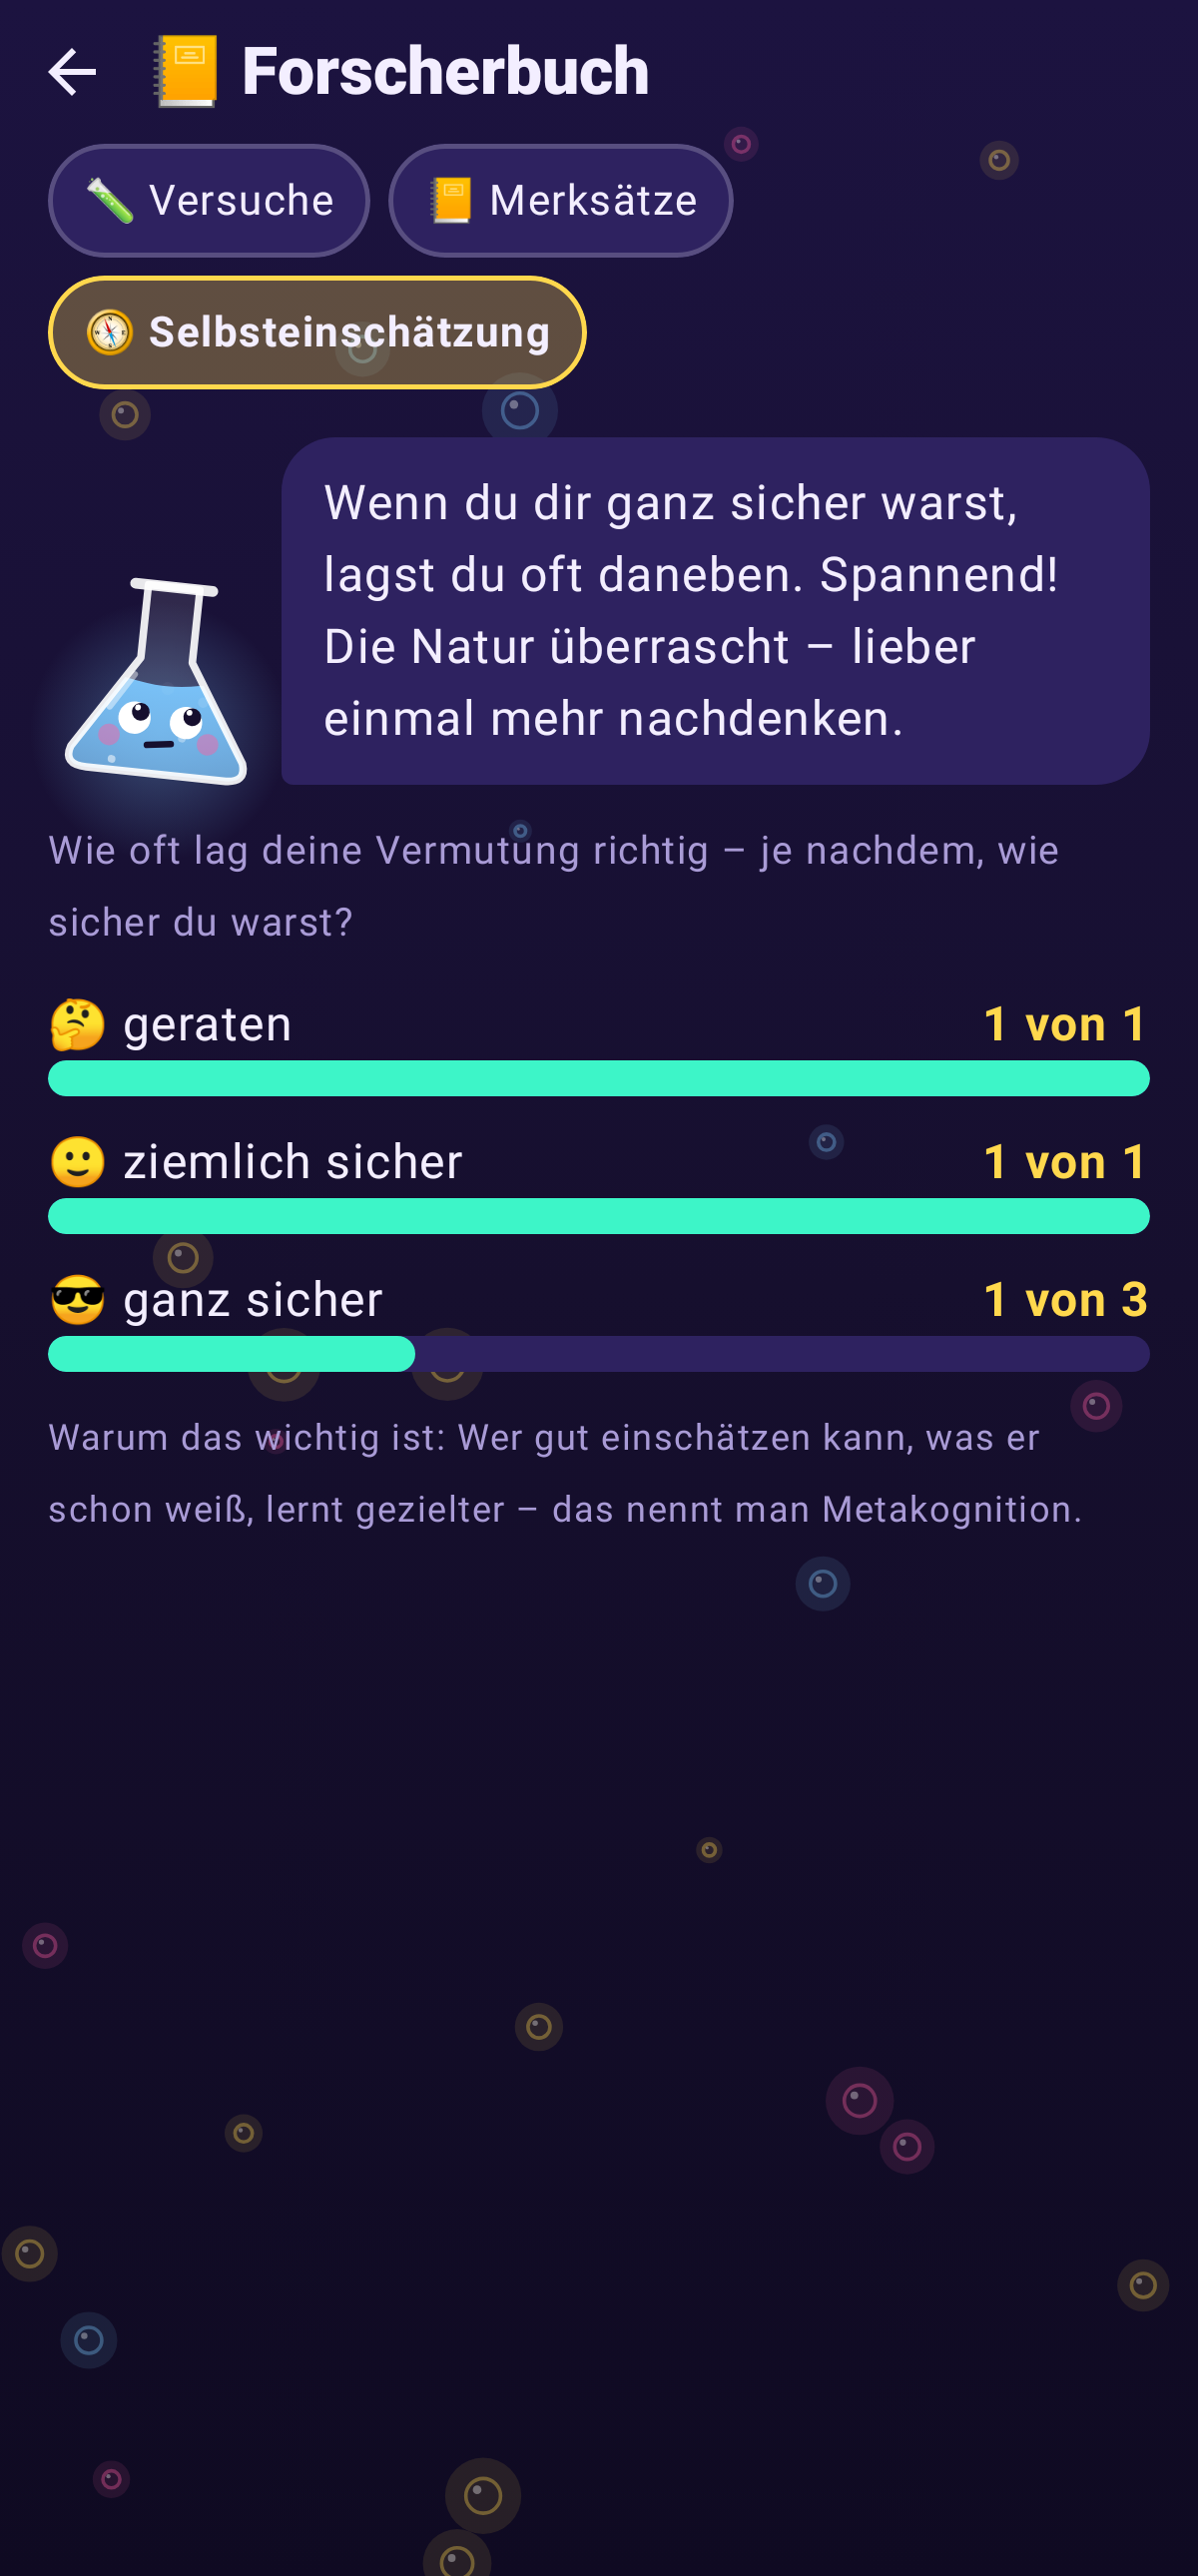 Forscherbuch
Versuche
Merksätze
Selbsteinschätzung
Wenn du dir ganz sicher warst,
lagst du oft daneben. Spannend!
Die Natur überrascht – lieber
einmal mehr nachdenken.
Wie oft lag deine Vermutung richtig – je nachdem, wie
sicher du warst?
geraten 1 von 1
ziemlich sicher 1 von 1
ganz sicher 1 von 3
Warum das wichtig ist: Wer gut einschätzen kann, was er
schon weiß, lernt gezielter – das nennt man Metakognition.